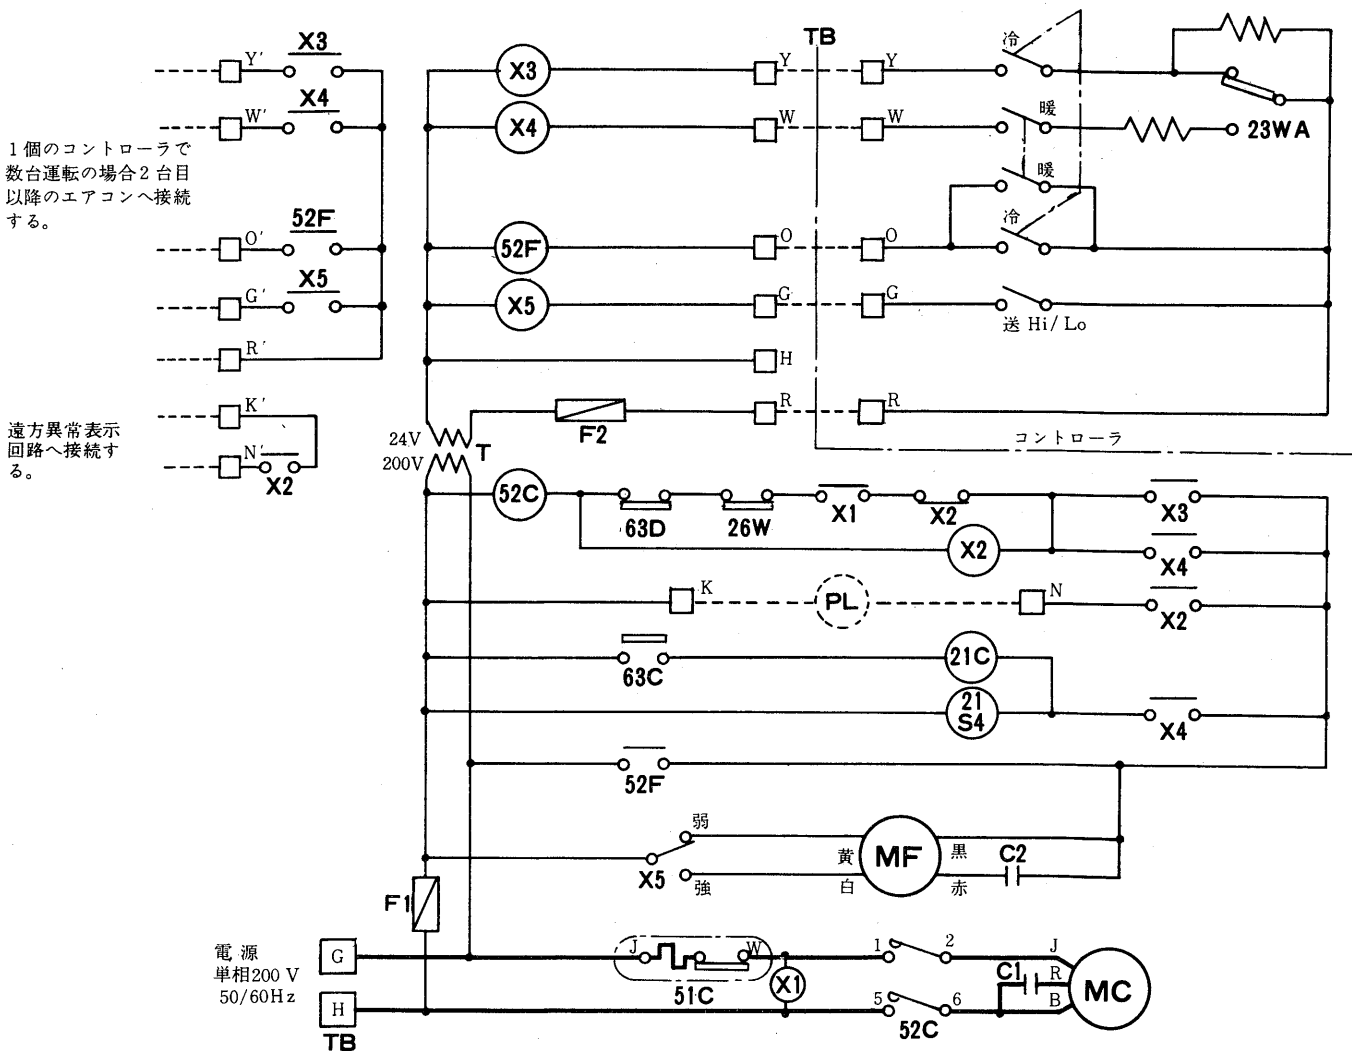 X3
Y'
X4
W'
1個のコントローラで
数台運転の場合2台目
以降のエアコンへ接続
する。
52F
O'
X5
G'
R'
遠方異常表示
回路へ接続す
る。
K'
N'
X2
TB
X3
Y
Y
冷
X4
W
W
暖
23WA
暖
冷
52F
O
O
X5
G
G
送 Hi/Lo
H
R
R
F2
コントローラ
24V
200V
T
52C
63D
26W
X1
X2
X3
X2
X4
K
PL
N
X2
63C
21C
21
S4
X4
52F
弱
X5
強
黄
白
MF
黒
赤
C2
F1
電源
単相200V
50/60Hz
G
H
TB
J
W
51C
X1
1
2
5
6
52C
J
C1
R
B
MC